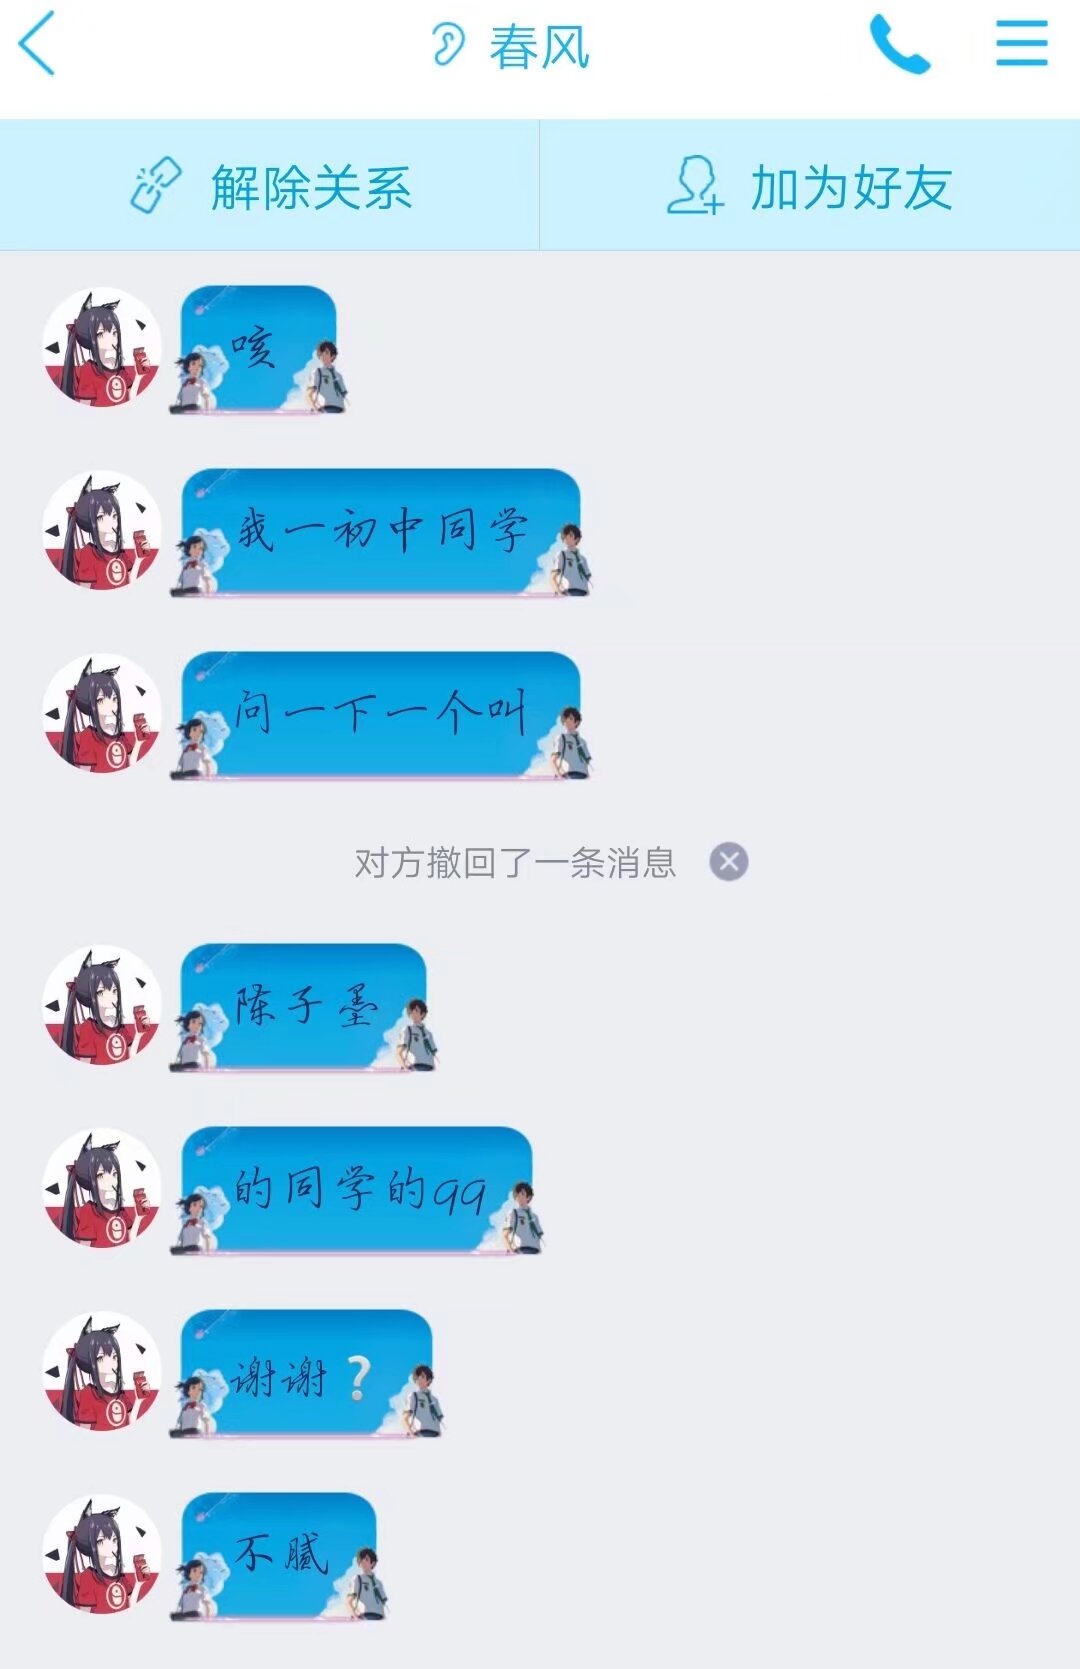 春风
解除关系
加为好友
咳
我一初中同学
问一下一个叫
对方撤回了一条消息
陈子墨
的同学的qq
谢谢？
不腻